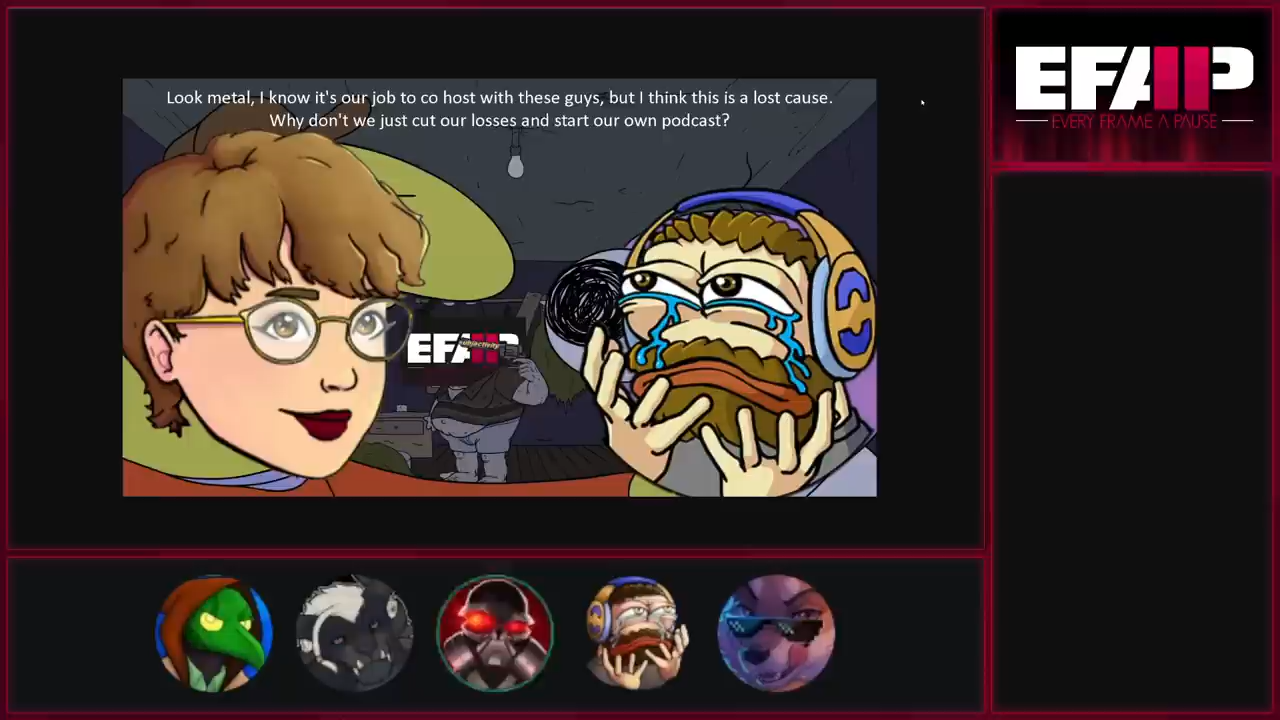 Look metal, I know it's our job to co host with these guys, but I think this is a lost cause.
Why don't we just cut our losses and start our own podcast?
EFAP
EVERY FRAME A PAUSE
EFAP
subjectivity